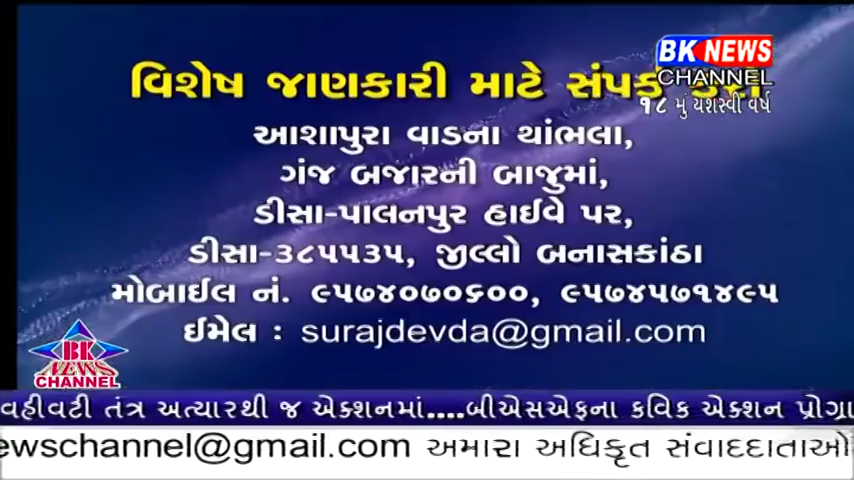 વિશેષ જાણકારી માટે સંપર્ક કરો
BK NEWS
CHANNEL
૧૮ મું યશસ્વી વર્ષ
આશાપુરા વાડના થાંભલા,
ગંજ બજારની બાજુમાં,
ડીસા-પાલનપુર હાઈવે પર,
ડીસા-૩૮૫૫૩૫, જીલ્લો બનાસકાંઠા
મોબાઈલ નં. ૯૫૭૪૦૭૦૬૦૦, ૯૫૭૪૫૭૧૪૯૫
ઈમેલ : surajdevda@gmail.com
BK
NEWS
CHANNEL
વહીવટી તંત્ર અત્યારથી જ એક્શનમાં....બીએસએફના કવિક એક્શન પ્રોગ્રા
ewschannel@gmail.com અમારા અધિકૃત સંવાદદાતાઓ